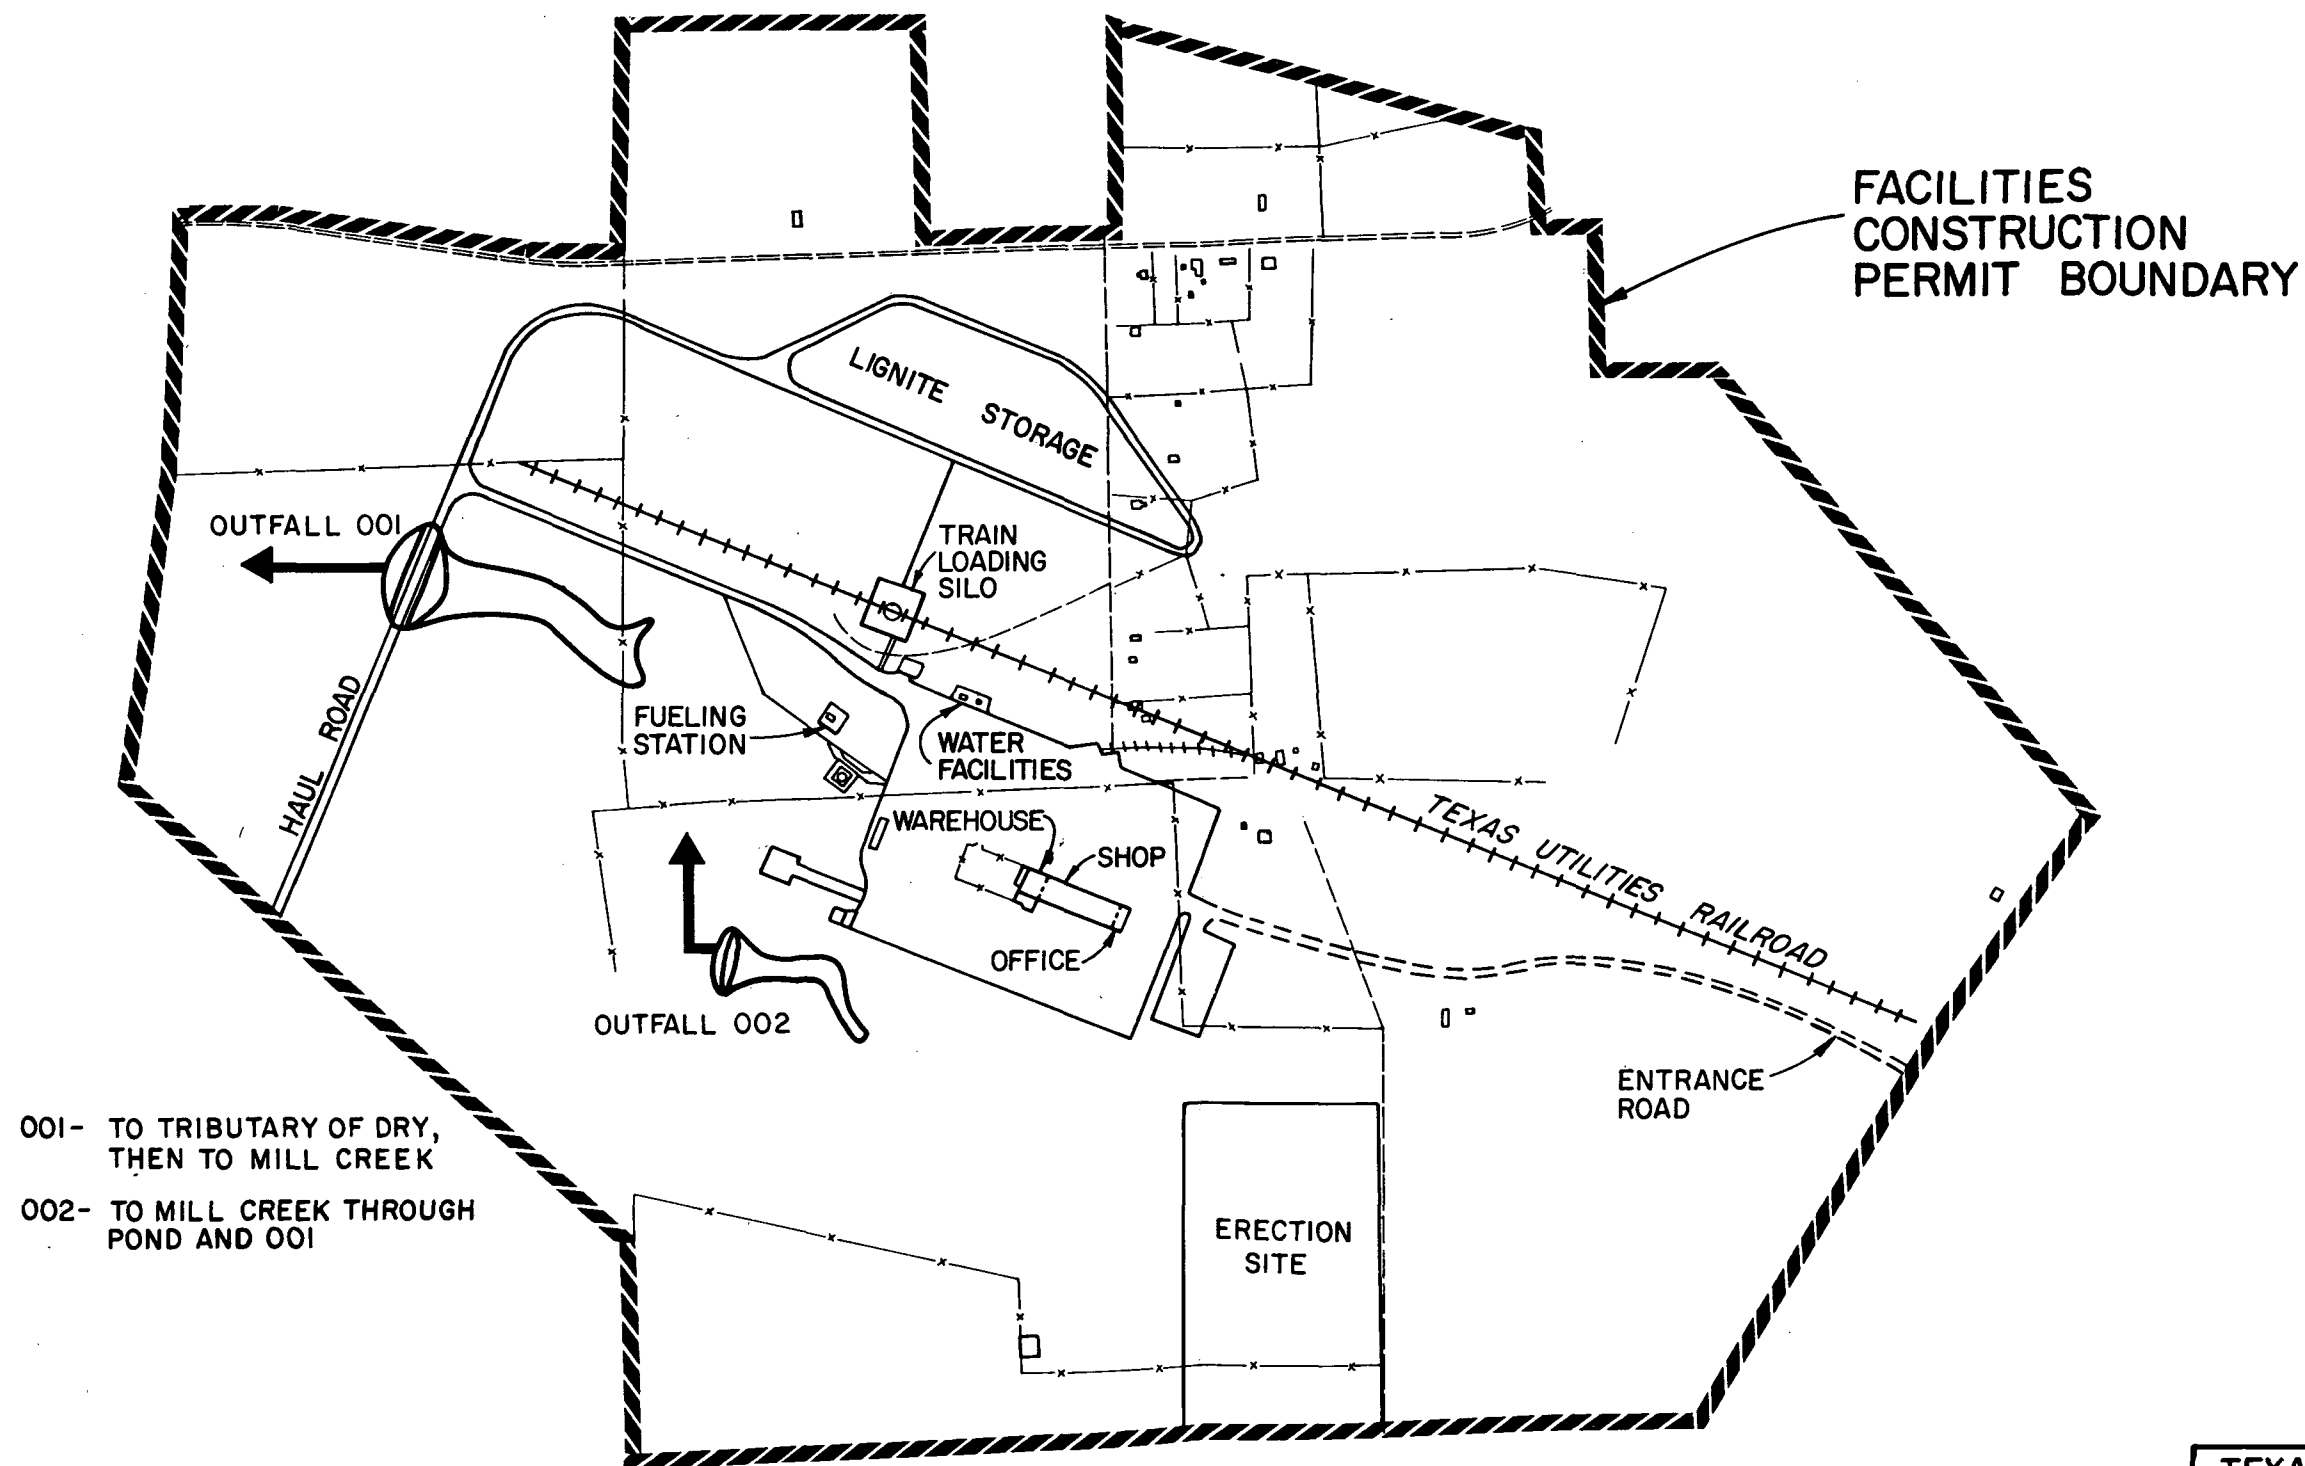 FACILITIES
CONSTRUCTION
PERMIT BOUNDARY
LIGNITE STORAGE
OUTFALL 001
TRAIN
LOADING
SILO
HAUL ROAD
FUELING
STATION
WATER
FACILITIES
WAREHOUSE
SHOP
OFFICE
TEXAS UTILITIES RAILROAD
OUTFALL 002
ENTRANCE
ROAD
001- TO TRIBUTARY OF DRY,
THEN TO MILL CREEK
002- TO MILL CREEK THROUGH
POND AND 001
ERECTION
SITE